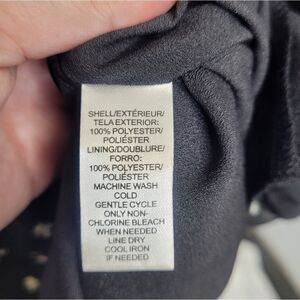 SHELL/EXTÉRIEUR/
TELA EXTERIOR:
100% POLYESTER/
POLIÉSTER
LINING/DOUBLURE/
FORRO:
100% POLYESTER/
POLIÉSTER
MACHINE WASH
COLD
GENTLE CYCLE
ONLY NON-
CHLORINE BLEACH
WHEN NEEDED
LINE DRY
COOL IRON
IF NEEDED